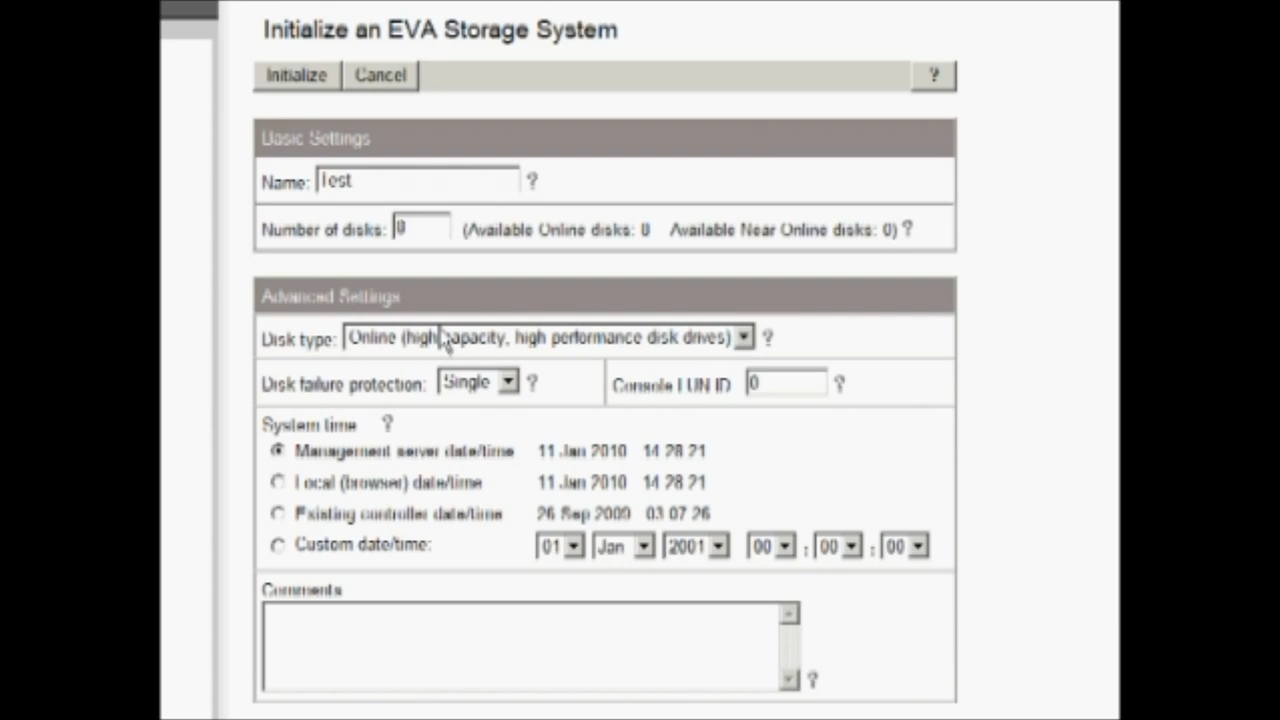 Initialize an EVA Storage System
Initialize Cancel ?
Basic Settings
Name: Test ?
Number of disks: 8 (Available Online disks: 8 Available Near Online disks: 0) ?
Advanced Settings
Disk type: Online (high capacity, high performance disk drives) ?
Disk failure protection: Single ? Console LUN ID 0 ?
System time ?
Management server date/time 11 Jan 2010 14 28 21
Local (browser) date/time 11 Jan 2010 14 28 21
Existing controller date/time 26 Sep 2009 03 07 26
Custom date/time: 01 Jan 2001 00 : 00 : 00
Comments
?